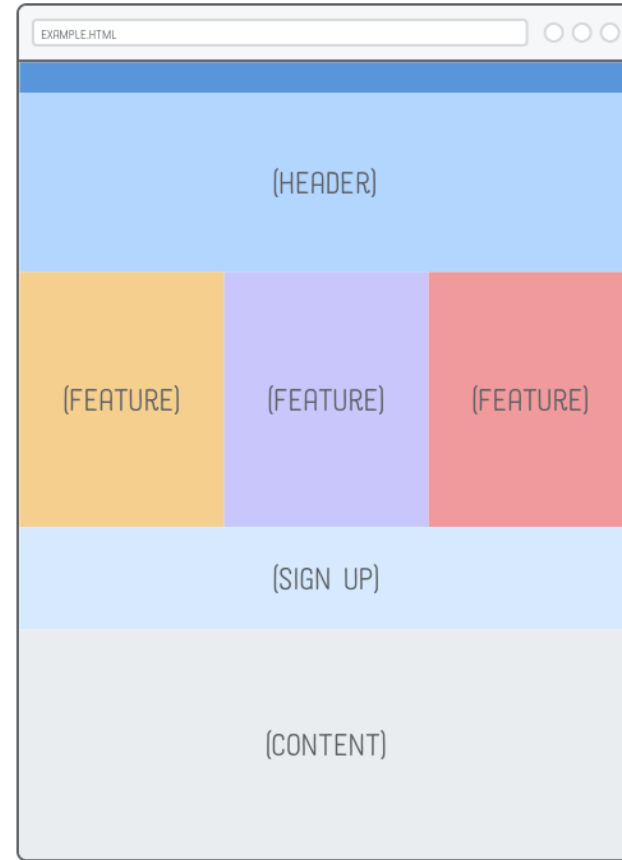 EXAMPLE.HTML
(HEADER)
(FEATURE) (FEATURE) (FEATURE)
(SIGN UP)
(CONTENT)